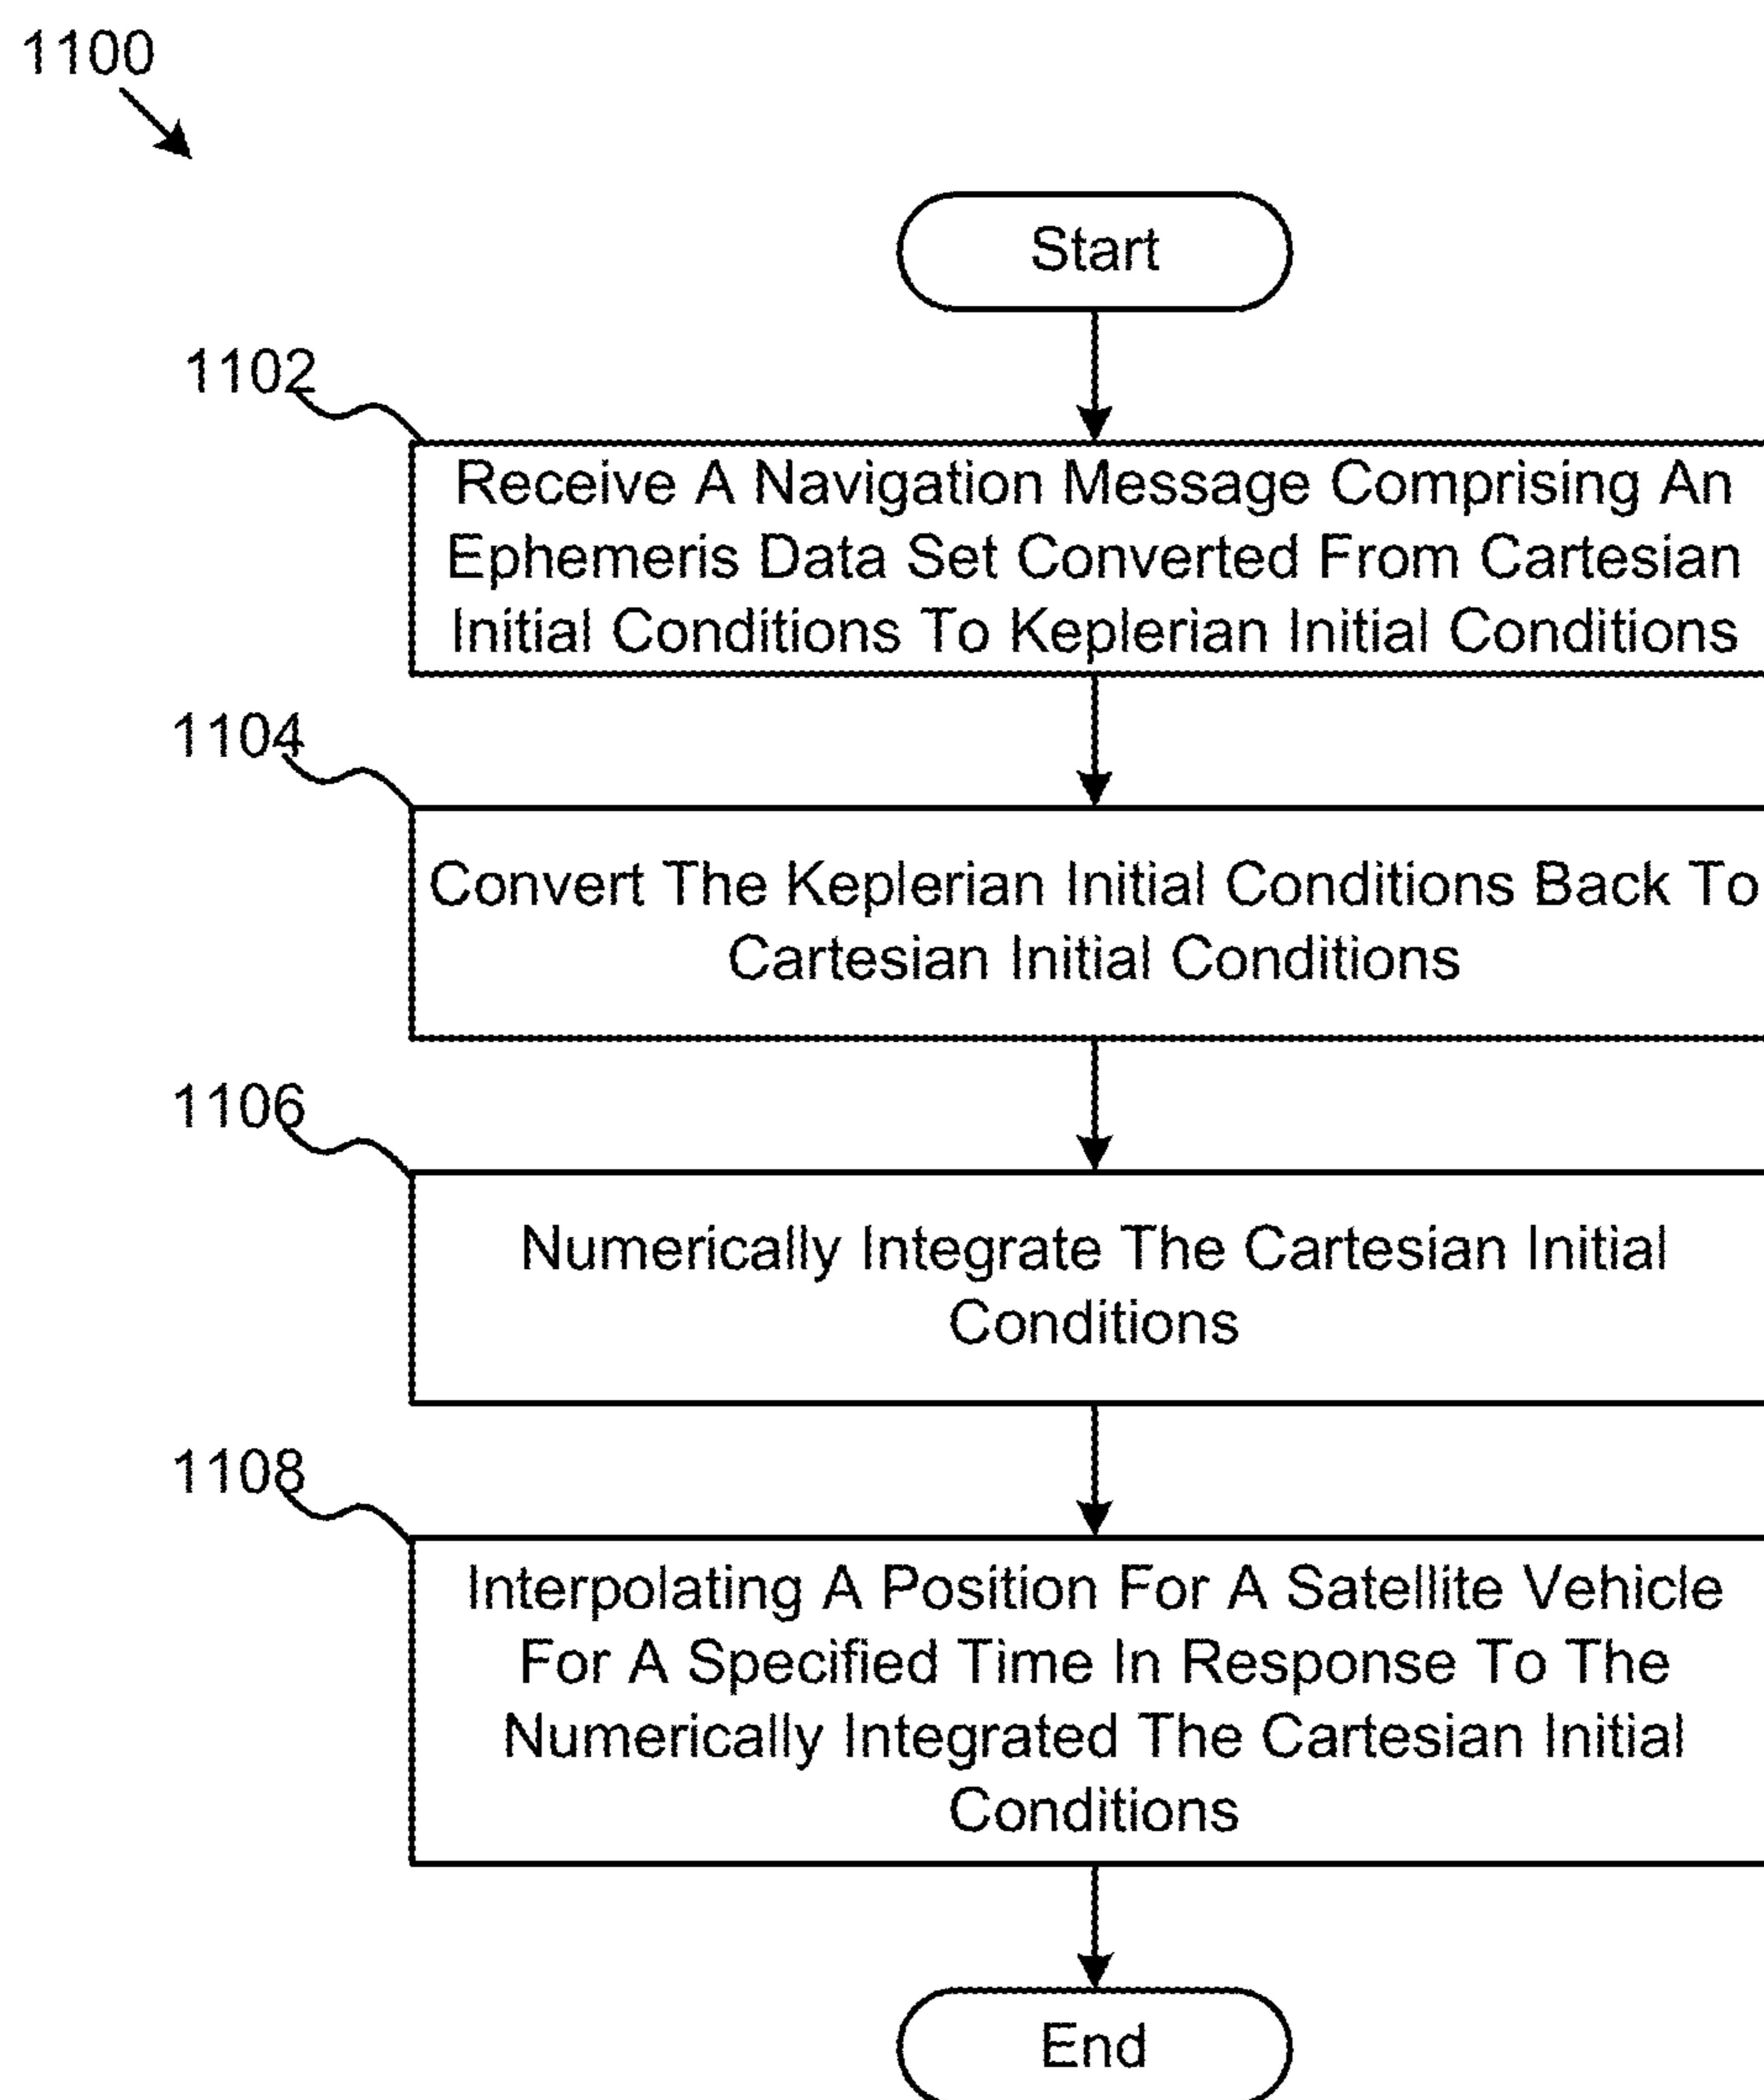 1100
Start
1102
Receive A Navigation Message Comprising An
Ephemeris Data Set Converted From Cartesian
Initial Conditions To Keplerian Initial Conditions
1104
Convert The Keplerian Initial Conditions Back To
Cartesian Initial Conditions
1106
Numerically Integrate The Cartesian Initial
Conditions
1108
Interpolating A Position For A Satellite Vehicle
For A Specified Time In Response To The
Numerically Integrated The Cartesian Initial
Conditions
End